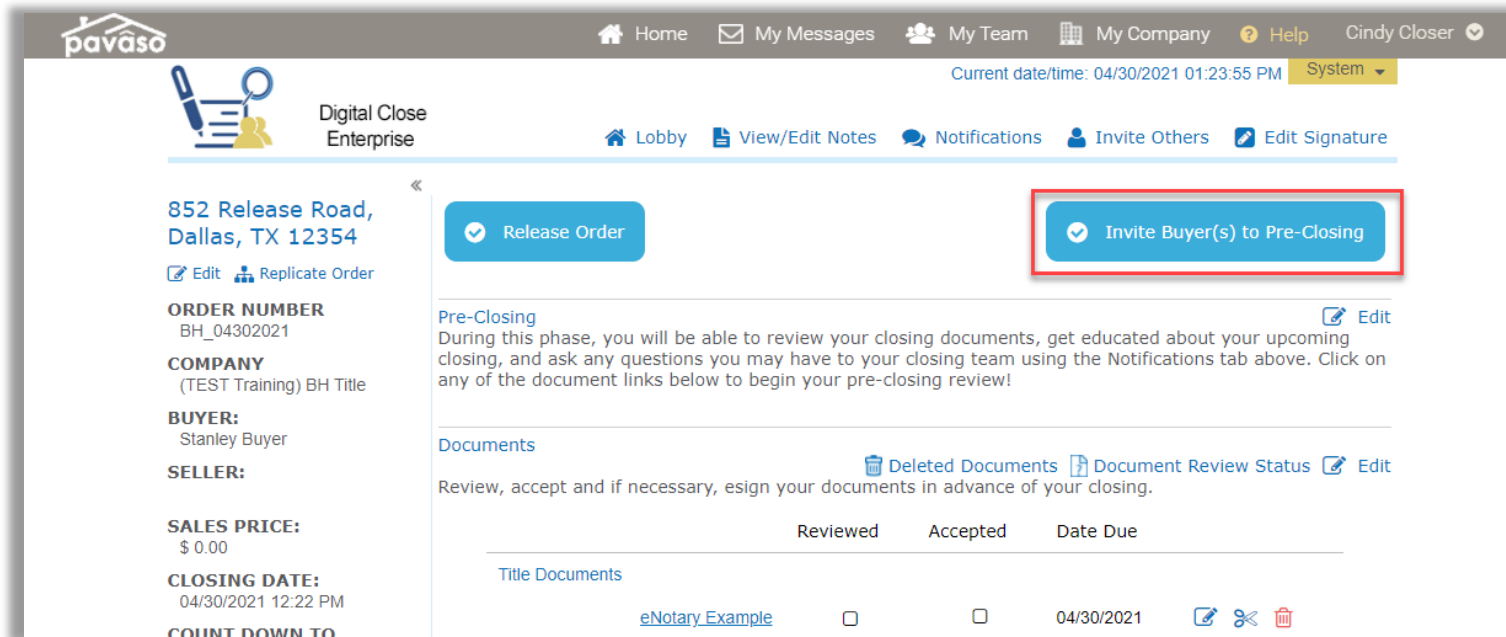 pavaso
Home My Messages My Team My Company Help Cindy Closer
Current date/time: 04/30/2021 01:23:55 PM System
Digital Close
Enterprise
Lobby View/Edit Notes Notifications Invite Others Edit Signature
852 Release Road,
Dallas, TX 12354
Edit Replicate Order
ORDER NUMBER
BH_04302021
COMPANY
(TEST Training) BH Title
BUYER:
Stanley Buyer
SELLER:
SALES PRICE:
$ 0.00
CLOSING DATE:
04/30/2021 12:22 PM
COUNT DOWN TO
Release Order
Invite Buyer(s) to Pre-Closing
Pre-Closing Edit
During this phase, you will be able to review your closing documents, get educated about your upcoming
closing, and ask any questions you may have to your closing team using the Notifications tab above. Click on
any of the document links below to begin your pre-closing review!
Documents
Deleted Documents Document Review Status Edit
Review, accept and if necessary, esign your documents in advance of your closing.
Reviewed Accepted Date Due
Title Documents
eNotary Example 04/30/2021